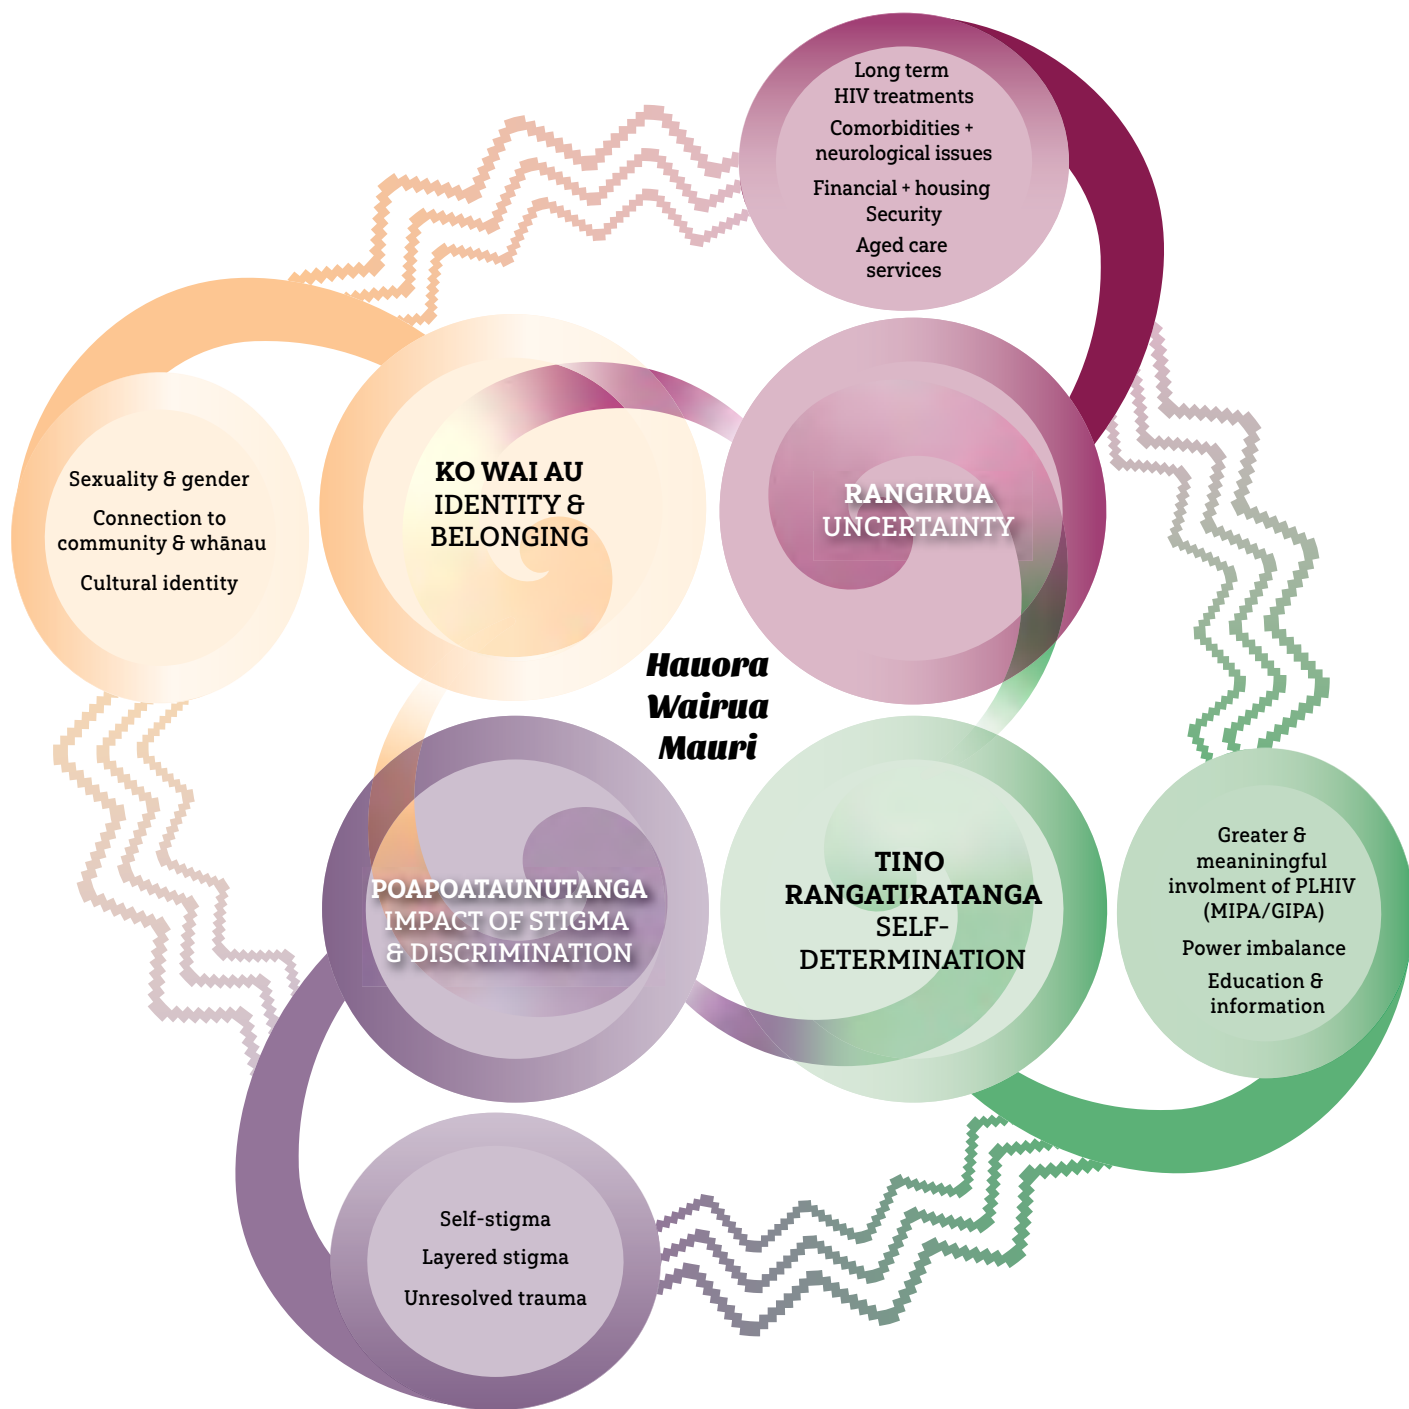 Long term
HIV treatments
Comorbidities +
neurological issues
Financial + housing
Security
Aged care
services
Sexuality & gender
Connection to
community & whānau
Cultural identity
KO WAI AU
IDENTITY &
BELONGING
RANGIRUA
UNCERTAINTY
Hauora
Wairua
Mauri
POAPOATAUNUTANGA
IMPACT OF STIGMA
& DISCRIMINATION
TINO
RANGATIRATANGA
SELF-
DETERMINATION
Greater &
meaniningful
involment of PLHIV
(MIPA/GIPA)
Power imbalance
Education &
information
Self-stigma
Layered stigma
Unresolved trauma